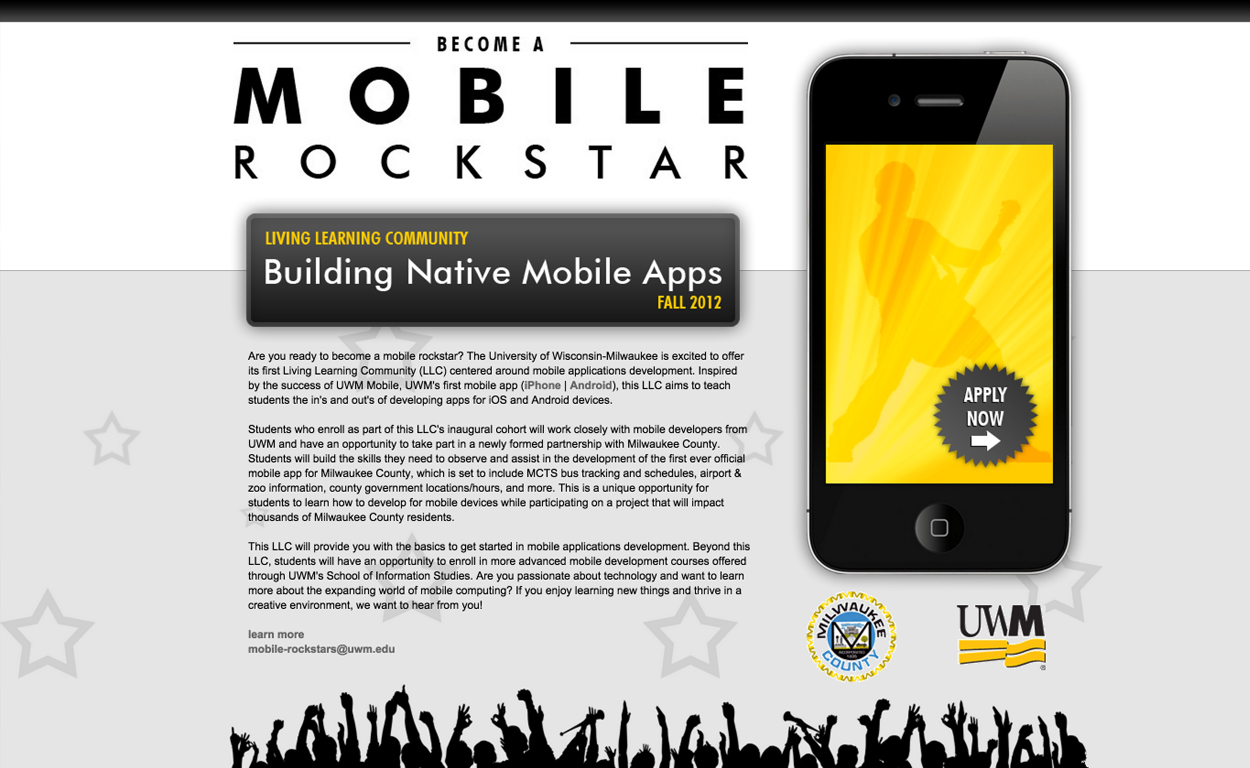 BECOME A
MOBILE
ROCKSTAR
LIVING LEARNING COMMUNITY
Building Native Mobile Apps
FALL 2012
Are you ready to become a mobile rockstar? The University of Wisconsin-Milwaukee is excited to offer
its first Living Learning Community (LLC) centered around mobile applications development. Inspired
by the success of UWM Mobile, UWM's first mobile app (iPhone | Android), this LLC aims to teach
students the in's and out's of developing apps for iOS and Android devices.
Students who enroll as part of this LLC's inaugural cohort will work closely with mobile developers from
UWM and have an opportunity to take part in a newly formed partnership with Milwaukee County.
Students will build the skills they need to observe and assist in the development of the first ever official
mobile app for Milwaukee County, which is set to include MCTS bus tracking and schedules, airport &
zoo information, county government locations/hours, and more. This is a unique opportunity for
students to learn how to develop for mobile devices while participating on a project that will impact
thousands of Milwaukee County residents.
This LLC will provide you with the basics to get started in mobile applications development. Beyond this
LLC, students will have an opportunity to enroll in more advanced mobile development courses offered
through UWM's School of Information Studies. Are you passionate about technology and want to learn
more about the expanding world of mobile computing? If you enjoy learning new things and thrive in a
creative environment, we want to hear from you!
learn more
mobile-rockstars@uwm.edu
APPLY
NOW
MILWAUKEE
COUNTY
UWM
®